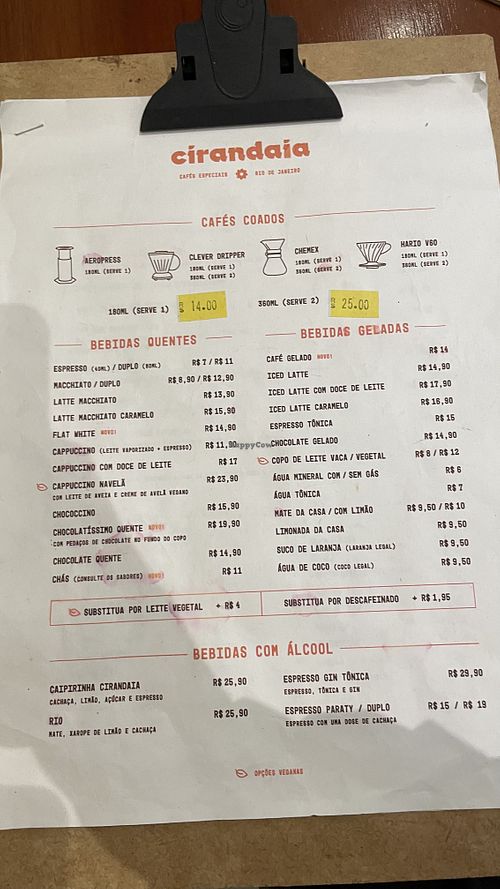 cirandaia
CAFÉS ESPECIAIS RIO DE JANEIRO
CAFÉS COADOS
AEROPRESS
180ML (SERVE 1)
CLEVER DRIPPER
180ML (SERVE 1)
360ML (SERVE 2)
CHEMEX
180ML (SERVE 1)
360ML (SERVE 2)
HARIO V60
180ML (SERVE 1)
360ML (SERVE 2)
180ML (SERVE 1) R$ 14.00
360ML (SERVE 2) R$ 25.00
BEBIDAS QUENTES
ESPRESSO (40ML) / DUPLO (80ML) R$ 7 / R$ 11
MACCHIATO / DUPLO R$ 8,90 / R$ 12,90
LATTE MACCHIATO R$ 13,90
LATTE MACCHIATO CARAMELO R$ 15,90
FLAT WHITE NOVO! R$ 14,90
CAPPUCCINO (LEITE VAPORIZADO + ESPRESSO) R$ 11,90
CAPPUCCINO COM DOCE DE LEITE R$ 17
CAPPUCCINO NAVELÃ R$ 23,90
COM LEITE DE AVEIA E CREME DE AVELÃ VEGANO
CHOCOCCINO R$ 15,90
CHOCOLATÍSSIMO QUENTE NOVO! R$ 19,90
COM PEDAÇOS DE CHOCOLATE NO FUNDO DO COPO
CHOCOLATE QUENTE R$ 14,90
CHÁS (CONSULTE OS SABORES) NOVO! R$ 11
BEBIDAS GELADAS
CAFÉ GELADO NOVO! R$ 14
ICED LATTE R$ 14,90
ICED LATTE COM DOCE DE LEITE R$ 17,90
ICED LATTE CARAMELO R$ 16,90
ESPRESSO TÔNICA R$ 15
CHOCOLATE GELADO R$ 14,90
COPO DE LEITE VACA / VEGETAL R$ 8 / R$ 12
ÁGUA MINERAL COM / SEM GÁS R$ 6
ÁGUA TÔNICA R$ 7
MATE DA CASA / COM LIMÃO R$ 9,50 / R$ 10
LIMONADA DA CASA R$ 9,50
SUCO DE LARANJA (LARANJA LEGAL) R$ 9,50
ÁGUA DE COCO (COCO LEGAL) R$ 9,50
HappyCow
SUBSTITUA POR LEITE VEGETAL + R$ 4
SUBSTITUA POR DESCAFEINADO + R$ 1,95
BEBIDAS COM ÁLCOOL
CAIPIRINHA CIRANDAIA R$ 25,90
CACHAÇA, LIMÃO, AÇÚCAR E ESPRESSO
RIO R$ 25,90
MATE, XAROPE DE LIMÃO E CACHAÇA
ESPRESSO GIN TÔNICA R$ 29,90
ESPRESSO, TÔNICA E GIN
ESPRESSO PARATY / DUPLO R$ 15 / R$ 19
ESPRESSO COM UMA DOSE DE CACHAÇA
OPÇÕES VEGANAS